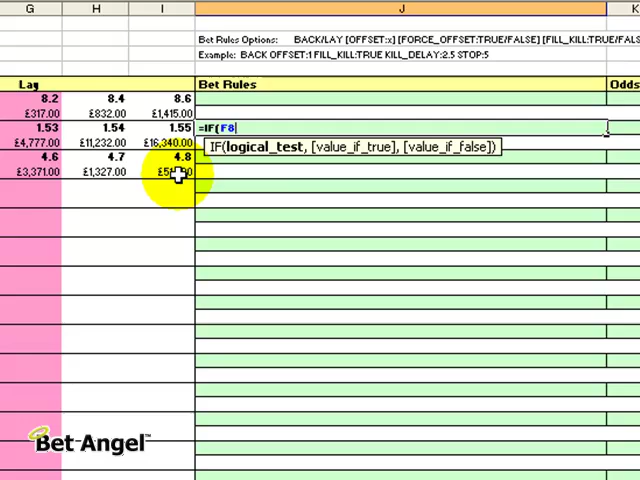 G H I J K
Bet Rules Options: BACK/LAY [OFFSET:x] [FORCE_OFFSET:TRUE/FALSE] [FILL_KILL:TRUE/FALS
Example: BACK OFFSET:1 FILL_KILL:TRUE KILL_DELAY:2.5 STOP:5
Lay Bet Rules Odds
8.2 8.4 8.6
£317.00 £832.00 £1,415.00
1.53 1.54 1.55 =IF(F8
£4,777.00 £11,232.00 £16,340.00
IF(logical_test, [value_if_true], [value_if_false])
4.6 4.7 4.8
£3,371.00 £1,327.00
Bet Angel™